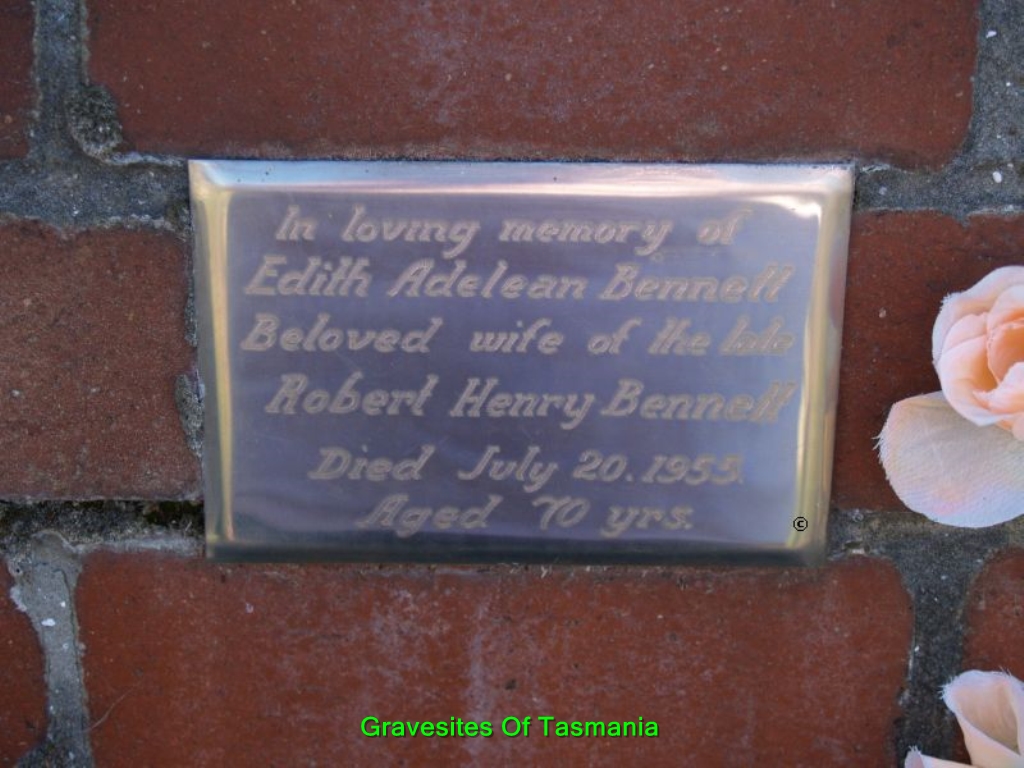 In loving memory of
Edith Adelean Bennett
Beloved wife of the late
Robert Henry Bennett
Died July 20. 1955.
Aged 70 yrs.
©
Gravesites Of Tasmania